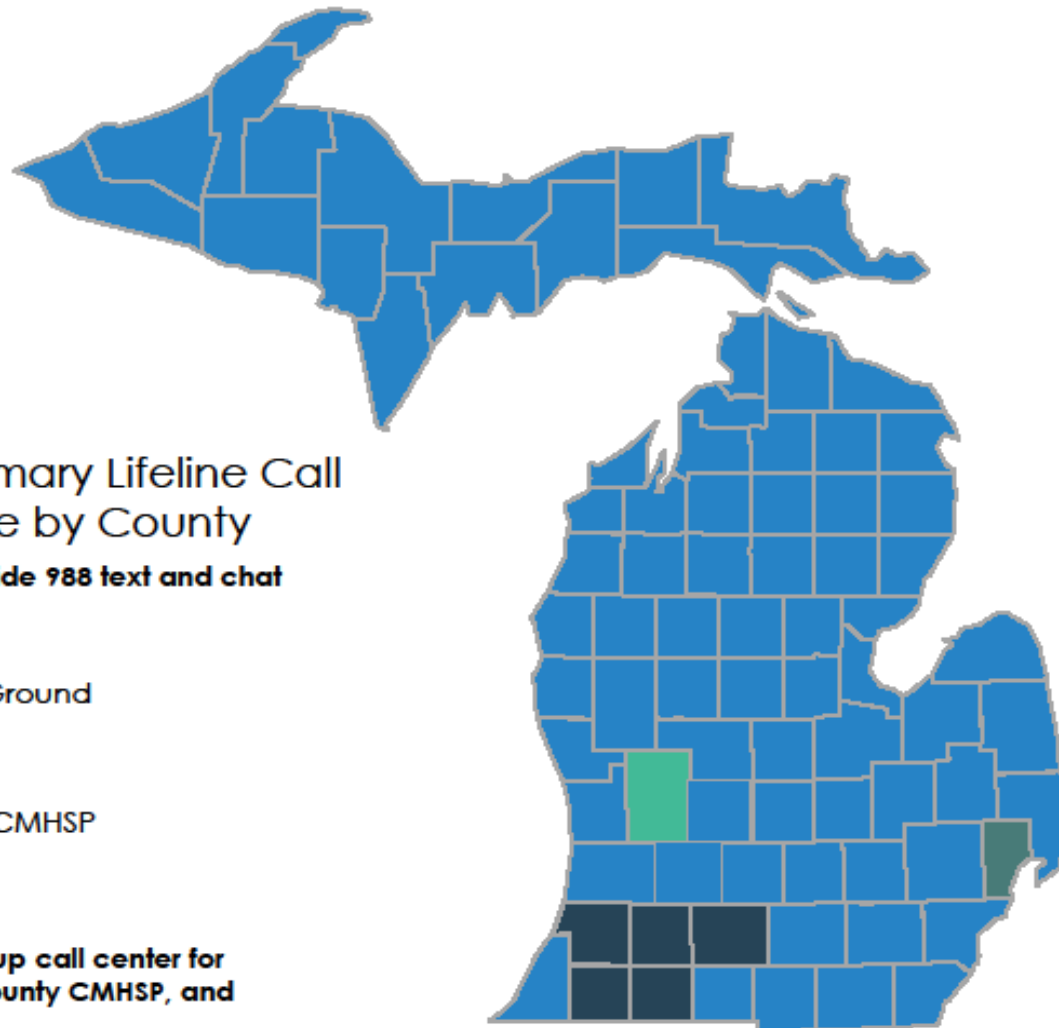 mary Lifeline Call
e by County
de 988 text and chat
Ground
CMHSP
up call center for
ounty CMHSP, and